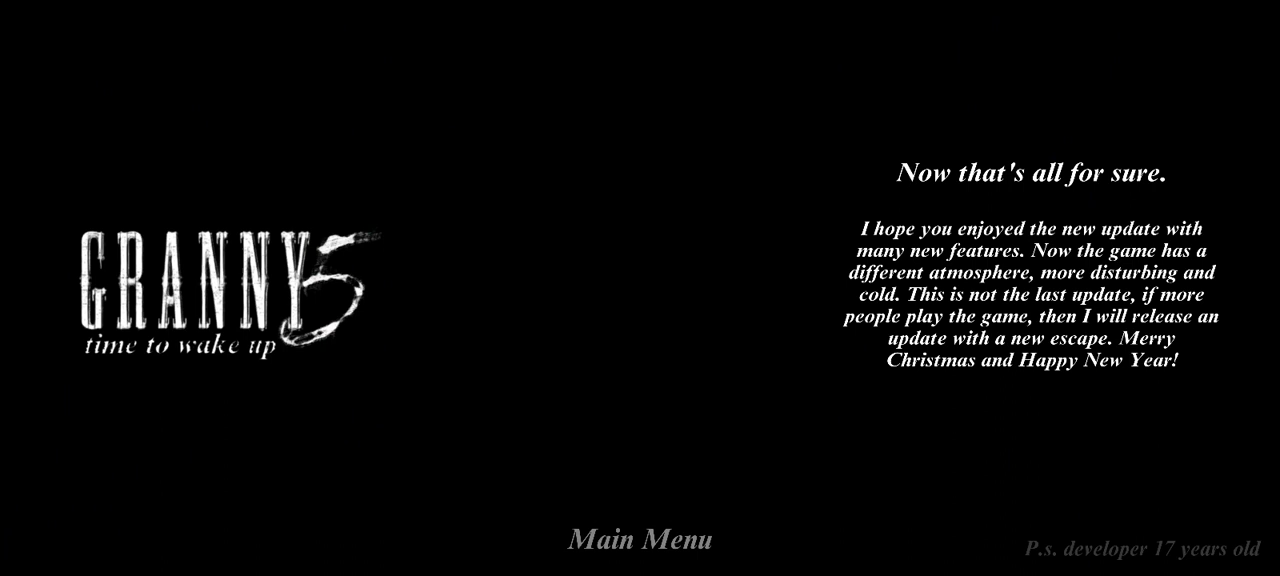 GRANNY 5
time to wake up
Now that's all for sure.
I hope you enjoyed the new update with
many new features. Now the game has a
different atmosphere, more disturbing and
cold. This is not the last update, if more
people play the game, then I will release an
update with a new escape. Merry
Christmas and Happy New Year!
Main Menu
P.s. developer 17 years old